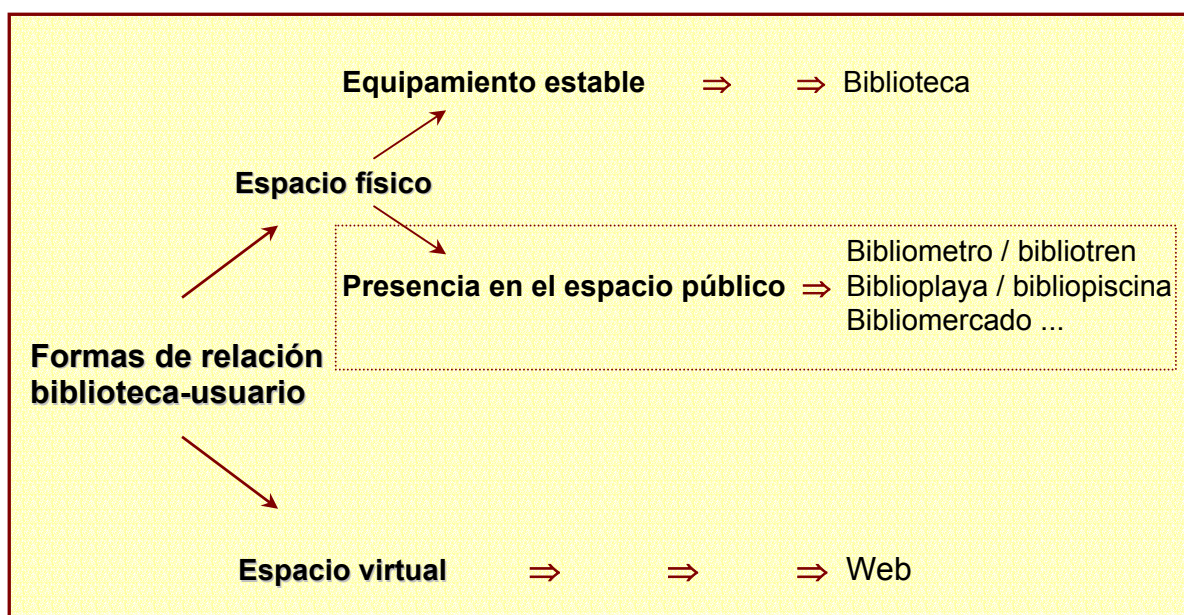 Equipamiento estable ⇒ ⇒ Biblioteca
Espacio físico
Bibliometro / bibliotren
Presencia en el espacio público ⇒ Biblioplaya / bibliopiscina
Bibliomercado ...
Formas de relación
biblioteca-usuario
Espacio virtual ⇒ ⇒ ⇒ Web